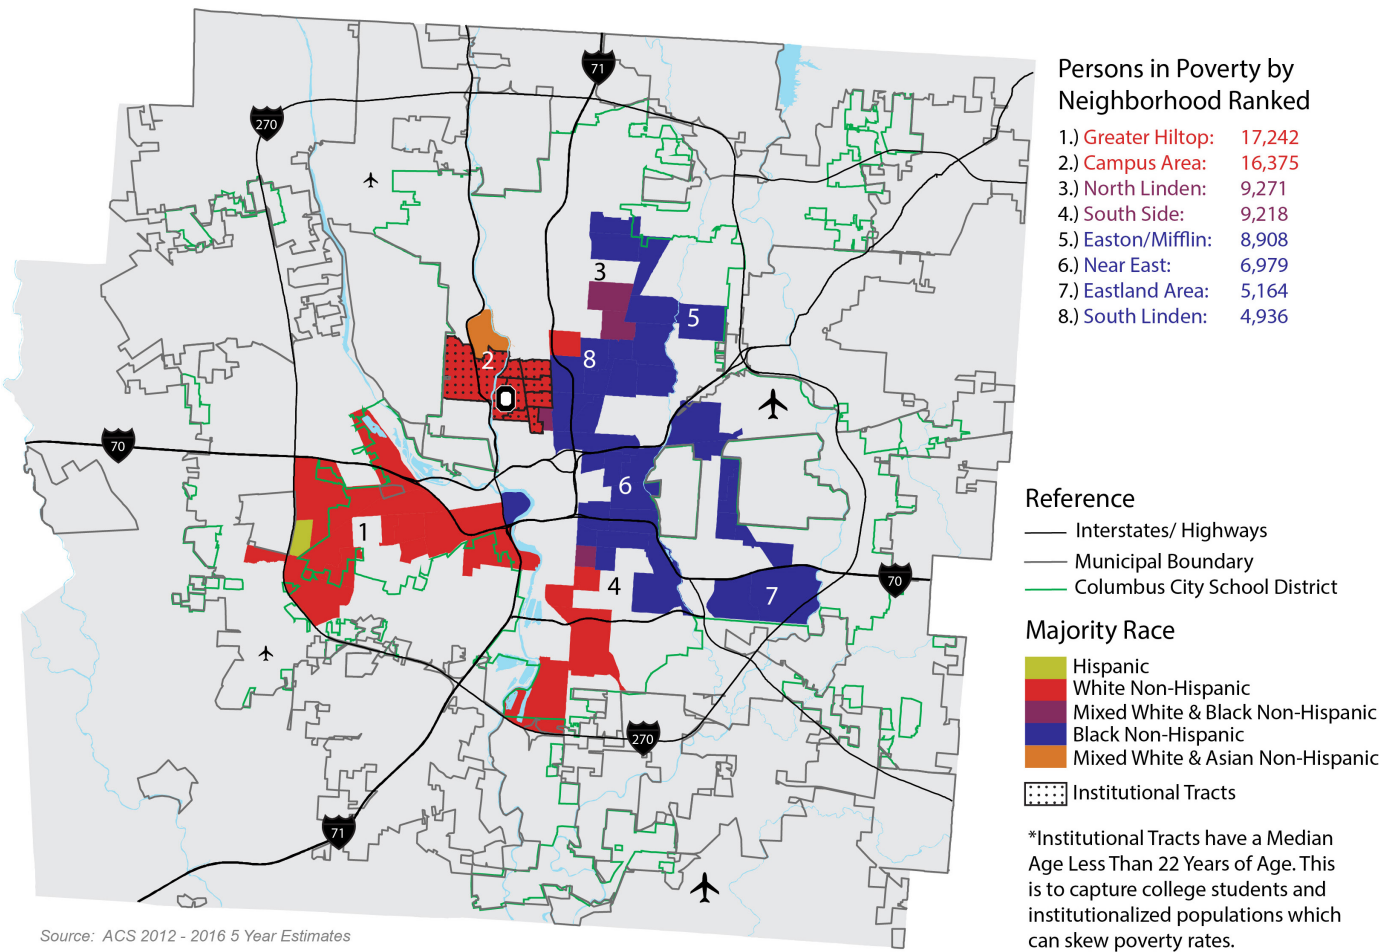 Persons in Poverty by
Neighborhood Ranked
1.) Greater Hiltop: 17,242
2.) Campus Area: 16,375
3.) North Linden: 9,271
4.) South Side: 9,218
5.) Easton/Mifflin: 8,908
6.) Near East: 6,979
7.) Eastland Area: 5,164
8.) South Linden: 4,936
71
270
3
5
2
8
70
6
1
4
7
70
270
71
Reference
Interstates/ Highways
Municipal Boundary
Columbus City School District
Majority Race
Hispanic
White Non-Hispanic
Mixed White & Black Non-Hispanic
Black Non-Hispanic
Mixed White & Asian Non-Hispanic
Institutional Tracts
*Institutional Tracts have a Median
Age Less Than 22 Years of Age. This
is to capture college students and
institutionalized populations which
can skew poverty rates.
Source: ACS 2012 - 2016 5 Year Estimates